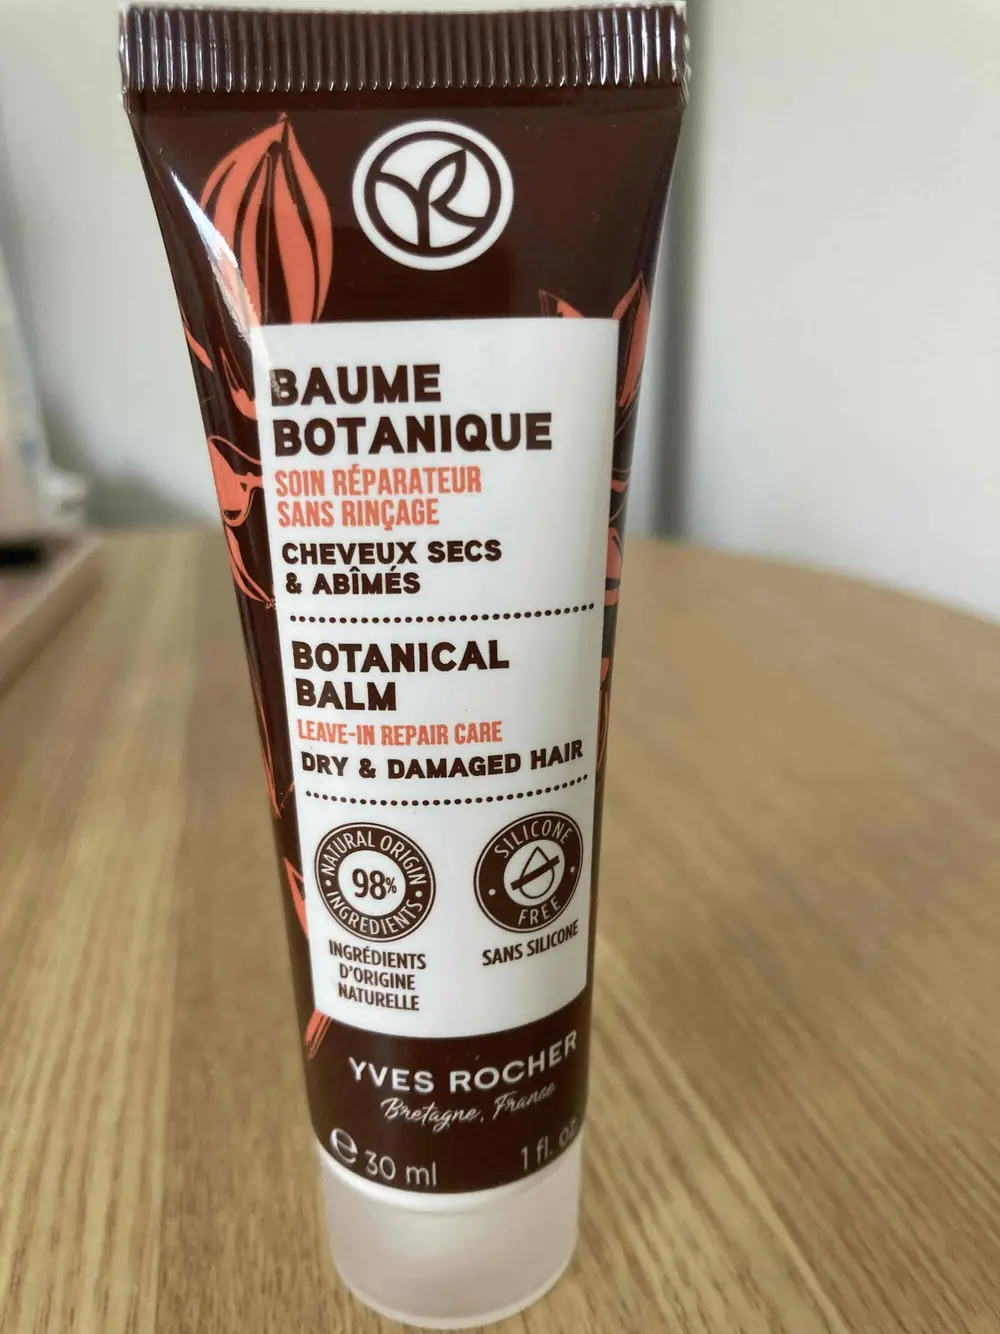 BAUME
BOTANIQUE
SOIN RÉPARATEUR
SANS RINÇAGE
CHEVEUX SECS
& ABÎMÉS
BOTANICAL
BALM
LEAVE-IN REPAIR CARE
DRY & DAMAGED HAIR
NATURAL ORIGIN
98%
INGREDIENTS
INGRÉDIENTS
D'ORIGINE
NATURELLE
SILICONE
FREE
SANS SILICONE
YVES ROCHER
Bretagne, France
℮ 30 ml
1 fl. oz